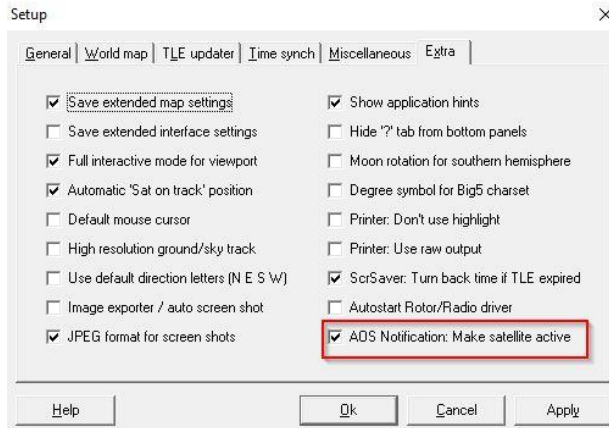 Setup
General World map TLE updater Time synch Miscellaneous Extra
Save extended map settings
Save extended interface settings
Full interactive mode for viewport
Automatic 'Sat on track' position
Default mouse cursor
High resolution ground/sky track
Use default direction letters (N E S W)
Image exporter / auto screen shot
JPEG format for screen shots
Show application hints
Hide '?' tab from bottom panels
Moon rotation for southern hemisphere
Degree symbol for Big5 charset
Printer: Don't use highlight
Printer: Use raw output
ScrSaver: Turn back time if TLE expired
Autostart Rotor/Radio driver
AOS Notification: Make satellite active
Help Ok Cancel Apply